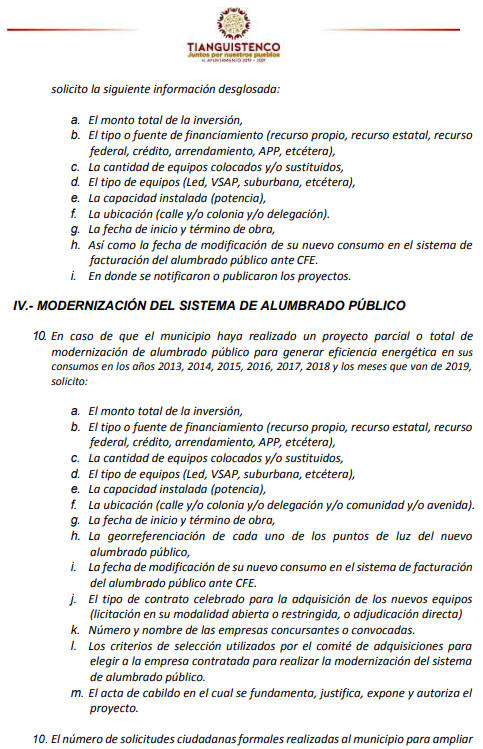 TIANGUISTENCO
Juntos por nuestros pueblos
H. AYUNTAMIENTO 2019 - 2021
solicito la siguiente información desglosada:
a. El monto total de la inversión,
b. El tipo o fuente de financiamiento (recurso propio, recurso estatal, recurso
federal, crédito, arrendamiento, APP, etcétera),
c. La cantidad de equipos colocados y/o sustituidos,
d. El tipo de equipos (Led, VSAP, suburbana, etcétera),
e. La capacidad instalada (potencia),
f. La ubicación (calle y/o colonia y/o delegación).
g. La fecha de inicio y término de obra,
h. Así como la fecha de modificación de su nuevo consumo en el sistema de
facturación del alumbrado público ante CFE.
i. En donde se notificaron o publicaron los proyectos.
IV.- MODERNIZACIÓN DEL SISTEMA DE ALUMBRADO PÚBLICO
10. En caso de que el municipio haya realizado un proyecto parcial o total de
modernización de alumbrado público para generar eficiencia energética en sus
consumos en los años 2013, 2014, 2015, 2016, 2017, 2018 y los meses que van de 2019,
solicito:
a. El monto total de la inversión,
b. El tipo o fuente de financiamiento (recurso propio, recurso estatal, recurso
federal, crédito, arrendamiento, APP, etcétera),
c. La cantidad de equipos colocados y/o sustituidos,
d. El tipo de equipos (Led, VSAP, suburbana, etcétera),
e. La capacidad instalada (potencia),
f. La ubicación (calle y/o colonia y/o delegación y/o comunidad y/o avenida).
g. La fecha de inicio y término de obra,
h. La georreferenciación de cada uno de los puntos de luz del nuevo
alumbrado público,
i. La fecha de modificación de su nuevo consumo en el sistema de facturación
del alumbrado público ante CFE.
j. El tipo de contrato celebrado para la adquisición de los nuevos equipos
(licitación en su modalidad abierta o restringida, o adjudicación directa)
k. Número y nombre de las empresas concursantes o convocadas.
l. Los criterios de selección utilizados por el comité de adquisiciones para
elegir a la empresa contratada para realizar la modernización del sistema
de alumbrado público.
m. El acta de cabildo en el cual se fundamenta, justifica, expone y autoriza el
proyecto.
10. El número de solicitudes ciudadanas formales realizadas al municipio para ampliar